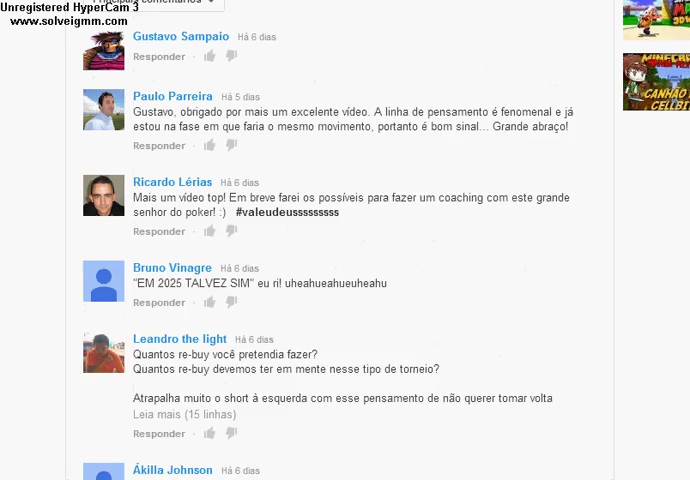 Principais comentários
Unregistered HyperCam 3
www.solveigmm.com
Gustavo Sampaio Há 6 dias
Responder ·
Paulo Parreira Há 5 dias
Gustavo, obrigado por mais um excelente vídeo. A linha de pensamento é fenomenal e já
estou na fase em que faria o mesmo movimento, portanto é bom sinal... Grande abraço!
Responder ·
Ricardo Lérias Há 6 dias
Mais um vídeo top! Em breve farei os possíveis para fazer um coaching com este grande
senhor do poker! :) #valeudeusssssssss
Responder ·
Bruno Vinagre Há 6 dias
"EM 2025 TALVEZ SIM" eu ri! uheahueahueuheahu
Responder ·
Leandro the light Há 6 dias
Quantos re-buy você pretendia fazer?
Quantos re-buy devemos ter em mente nesse tipo de torneio?
Atrapalha muito o short à esquerda com esse pensamento de não querer tomar volta
Leia mais (15 linhas)
Responder ·
Ákilla Johnson Há 6 dias
CANHÃO
CELLBI